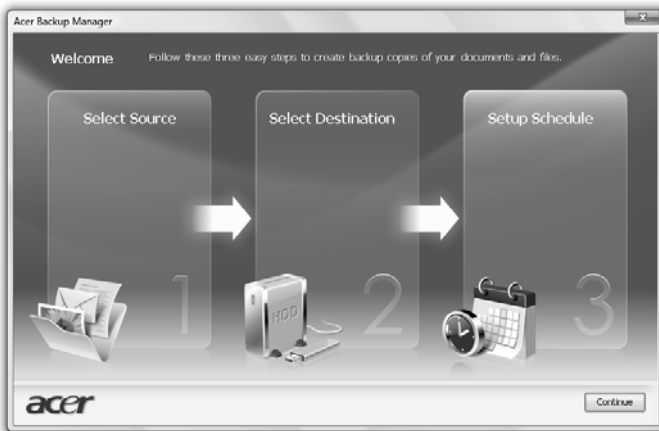 Acer Backup Manager
Welcome
Follow these three easy steps to create backup copies of your documents and files.
Select Source
Select Destination
Setup Schedule
1
HDD
2
3
acer
Continue